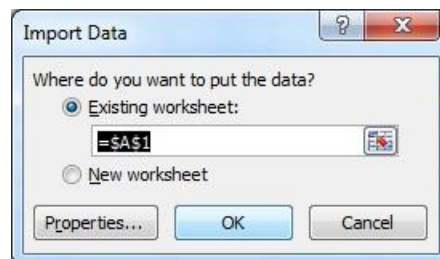 Import Data
Where do you want to put the data?
Existing worksheet:
=$A$1
New worksheet
Properties... OK Cancel